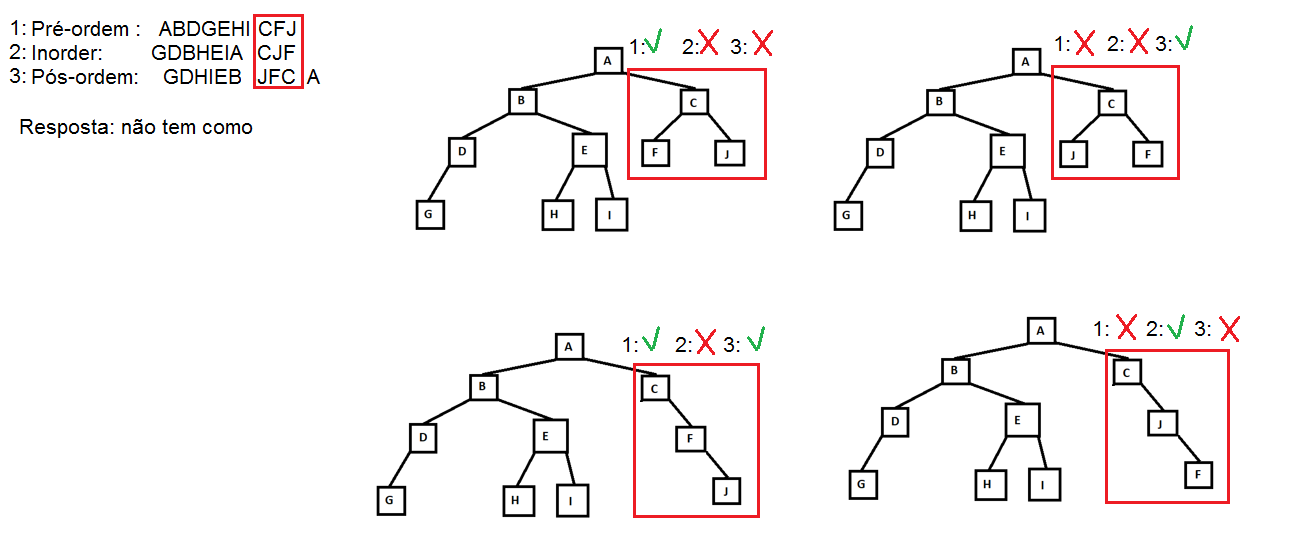 1: Pré-ordem : ABDGEHI CFJ
2: Inorder: GDBHEIA CJF
3: Pós-ordem: GDHIEB JFC A
Resposta: não tem como
1: 2: 3:
A
B C
D E F J
G H I
1: 2: 3:
A
B C
D E J F
G H I
1: 2: 3:
A
B C
D E F
G H I J
1: 2: 3:
A
B C
D E J
G H I F